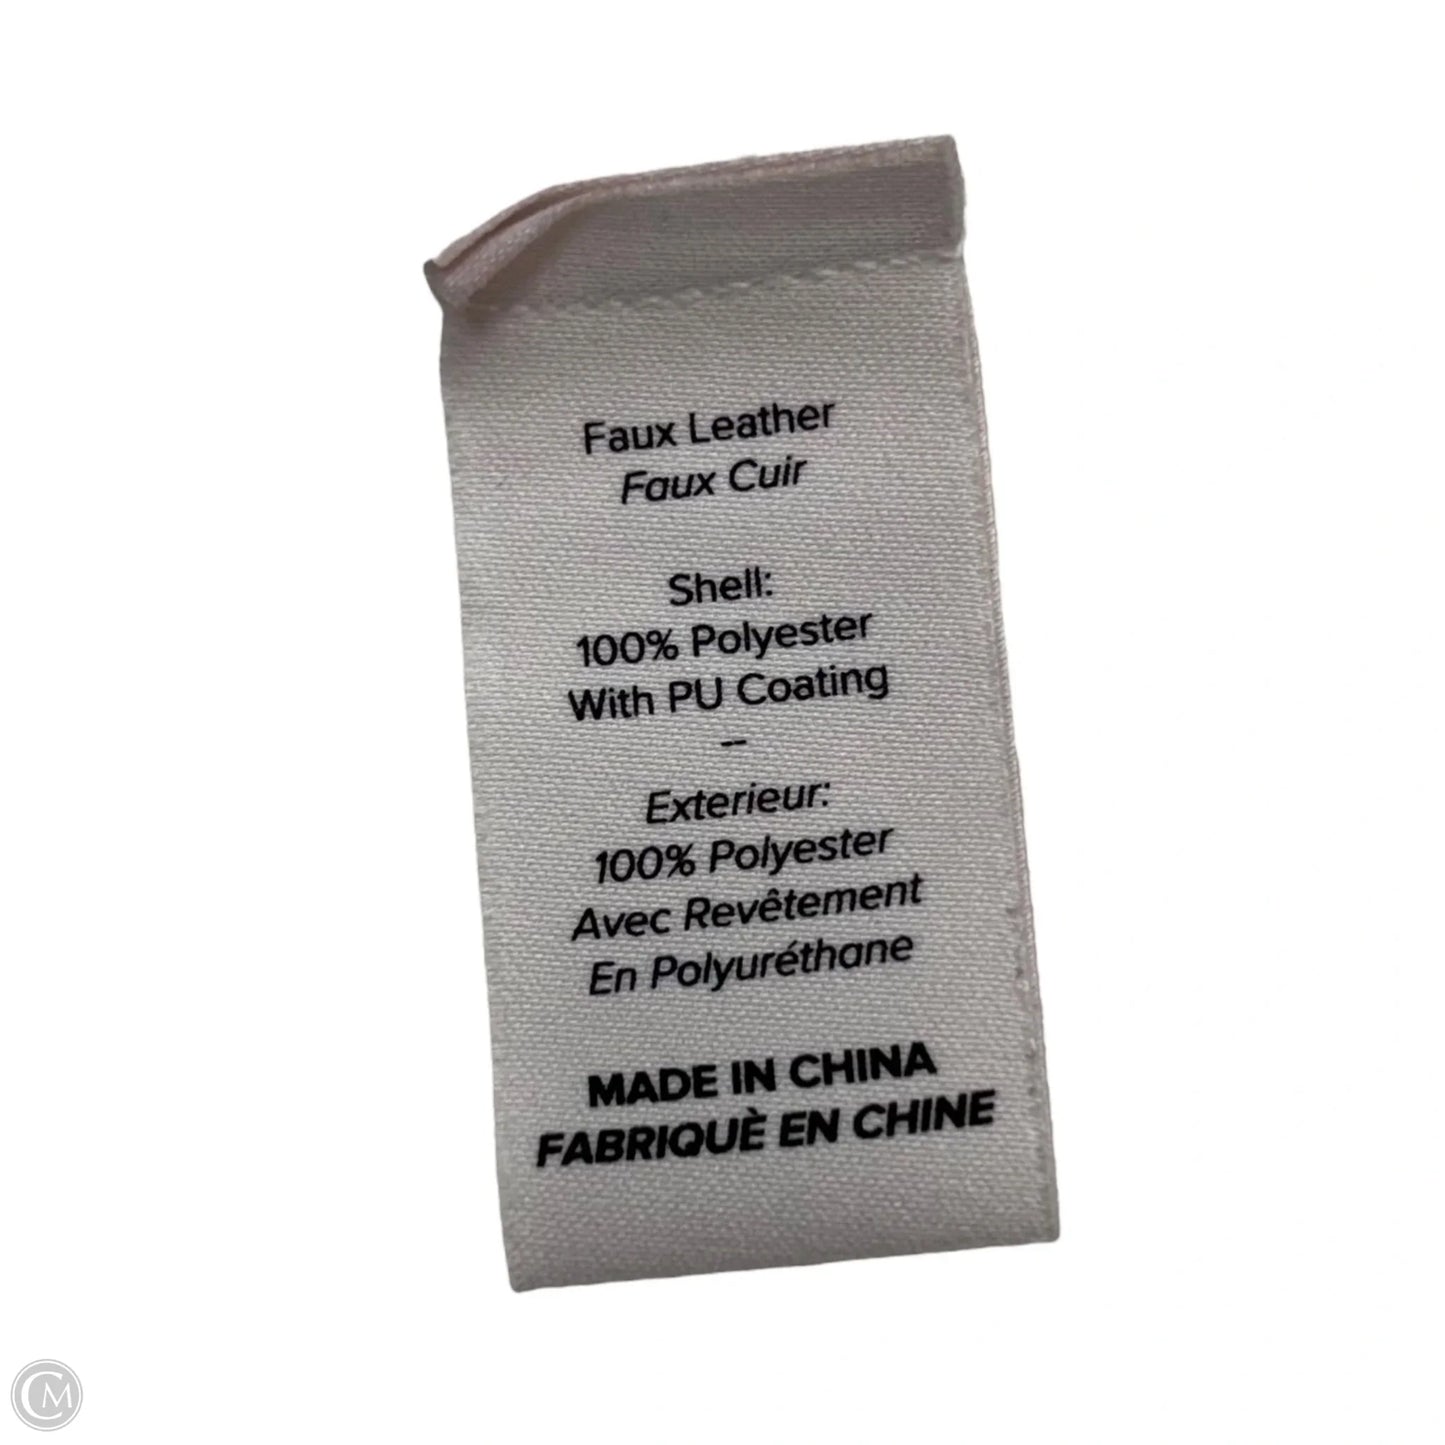 Faux Leather
Faux Cuir
Shell:
100% Polyester
With PU Coating
--
Exterieur:
100% Polyester
Avec Revêtement
En Polyuréthane
MADE IN CHINA
FABRIQUÈ EN CHINE
CM